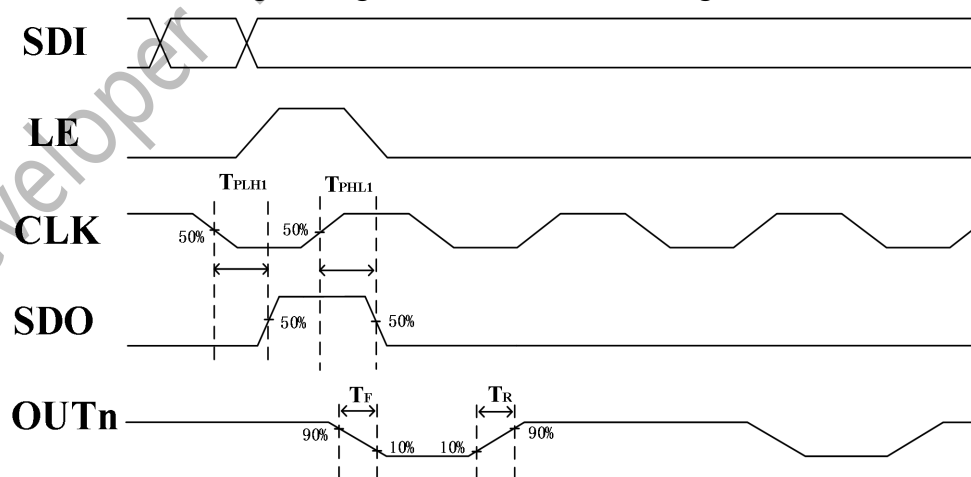 SDI
LE
TPLH1 TPHL1
CLK
50% 50%
SDO
50% 50%
TF TR
OUTn
90% 10% 10% 90%